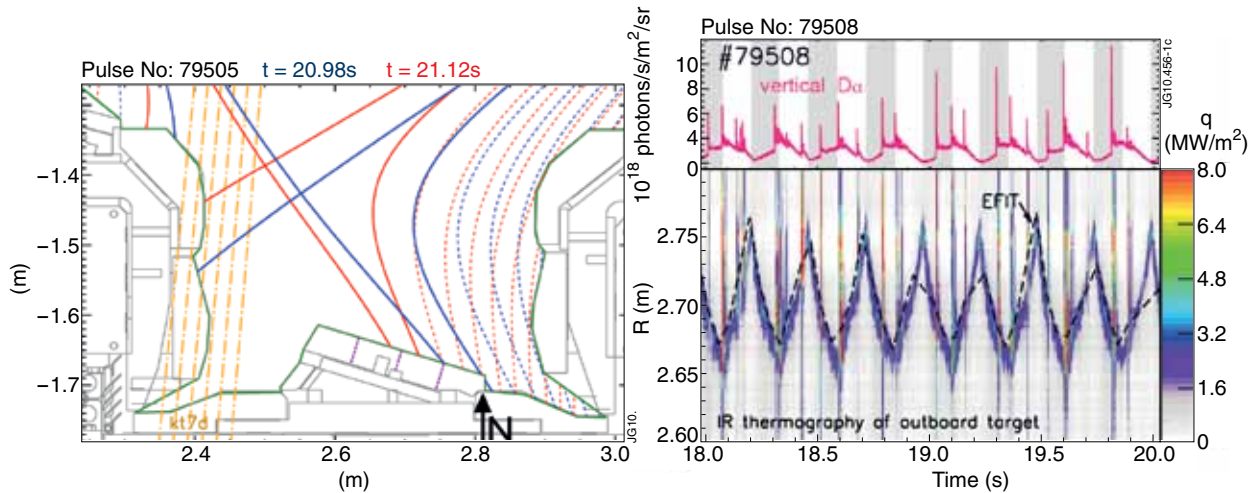 Pulse No: 79505 t = 20.98s t = 21.12s
−1.4
−1.5
−1.6
−1.7
(m)
kt7d
N
JG10.
2.4 2.6 2.8 3.0
(m)
Pulse No: 79508
10¹⁸ photons/s/m²/sr
10
8
6
4
2
0
#79508
vertical Dα
JG10.456-1c
q
(MW/m²)
8.0
6.4
4.8
3.2
1.6
0
R (m)
2.75
2.70
2.65
2.60
EFIT
IR thermography of outboard target
18.0 18.5 19.0 19.5 20.0
Time (s)